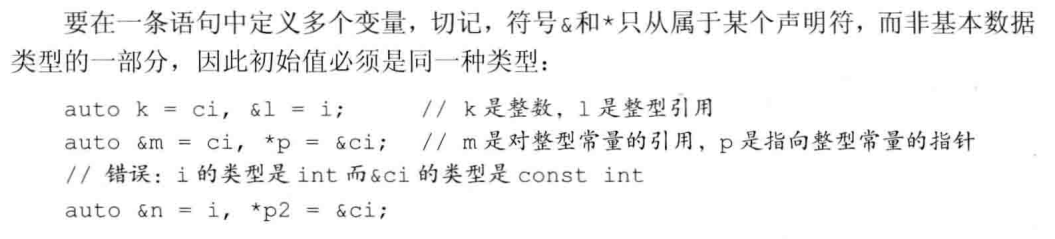 要在一条语句中定义多个变量，切记，符号&和*只从属于某个声明符，而非基本数据
类型的一部分，因此初始值必须是同一种类型：
auto k = ci, &l = i; // k是整数，l是整型引用
auto &m = ci, *p = &ci; // m是对整型常量的引用，p是指向整型常量的指针
// 错误：i的类型是int而&ci的类型是const int
auto &n = i, *p2 = &ci;